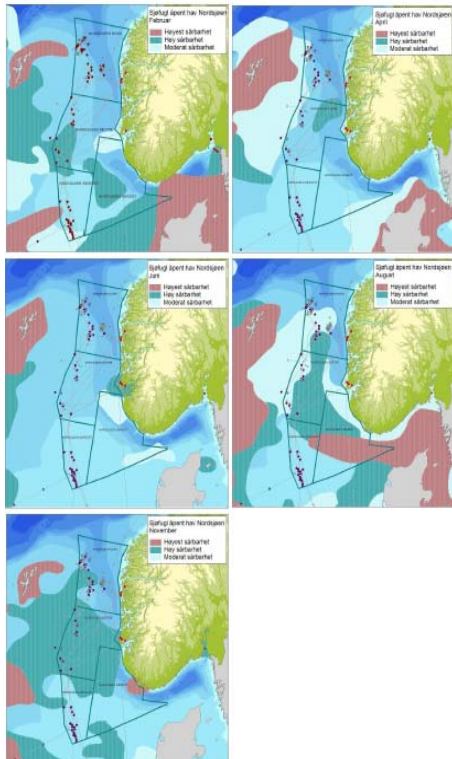 Sjøfugl åpent hav Nordsjøen
Februar
Høyest sårbarhet
Høy sårbarhet
Moderat sårbarhet
Sjøfugl åpent hav Nordsjøen
April
Høyest sårbarhet
Høy sårbarhet
Moderat sårbarhet
Sjøfugl åpent hav Nordsjøen
Juni
Høyest sårbarhet
Høy sårbarhet
Moderat sårbarhet
Sjøfugl åpent hav Nordsjøen
August
Høyest sårbarhet
Høy sårbarhet
Moderat sårbarhet
Sjøfugl åpent hav Nordsjøen
November
Høyest sårbarhet
Høy sårbarhet
Moderat sårbarhet